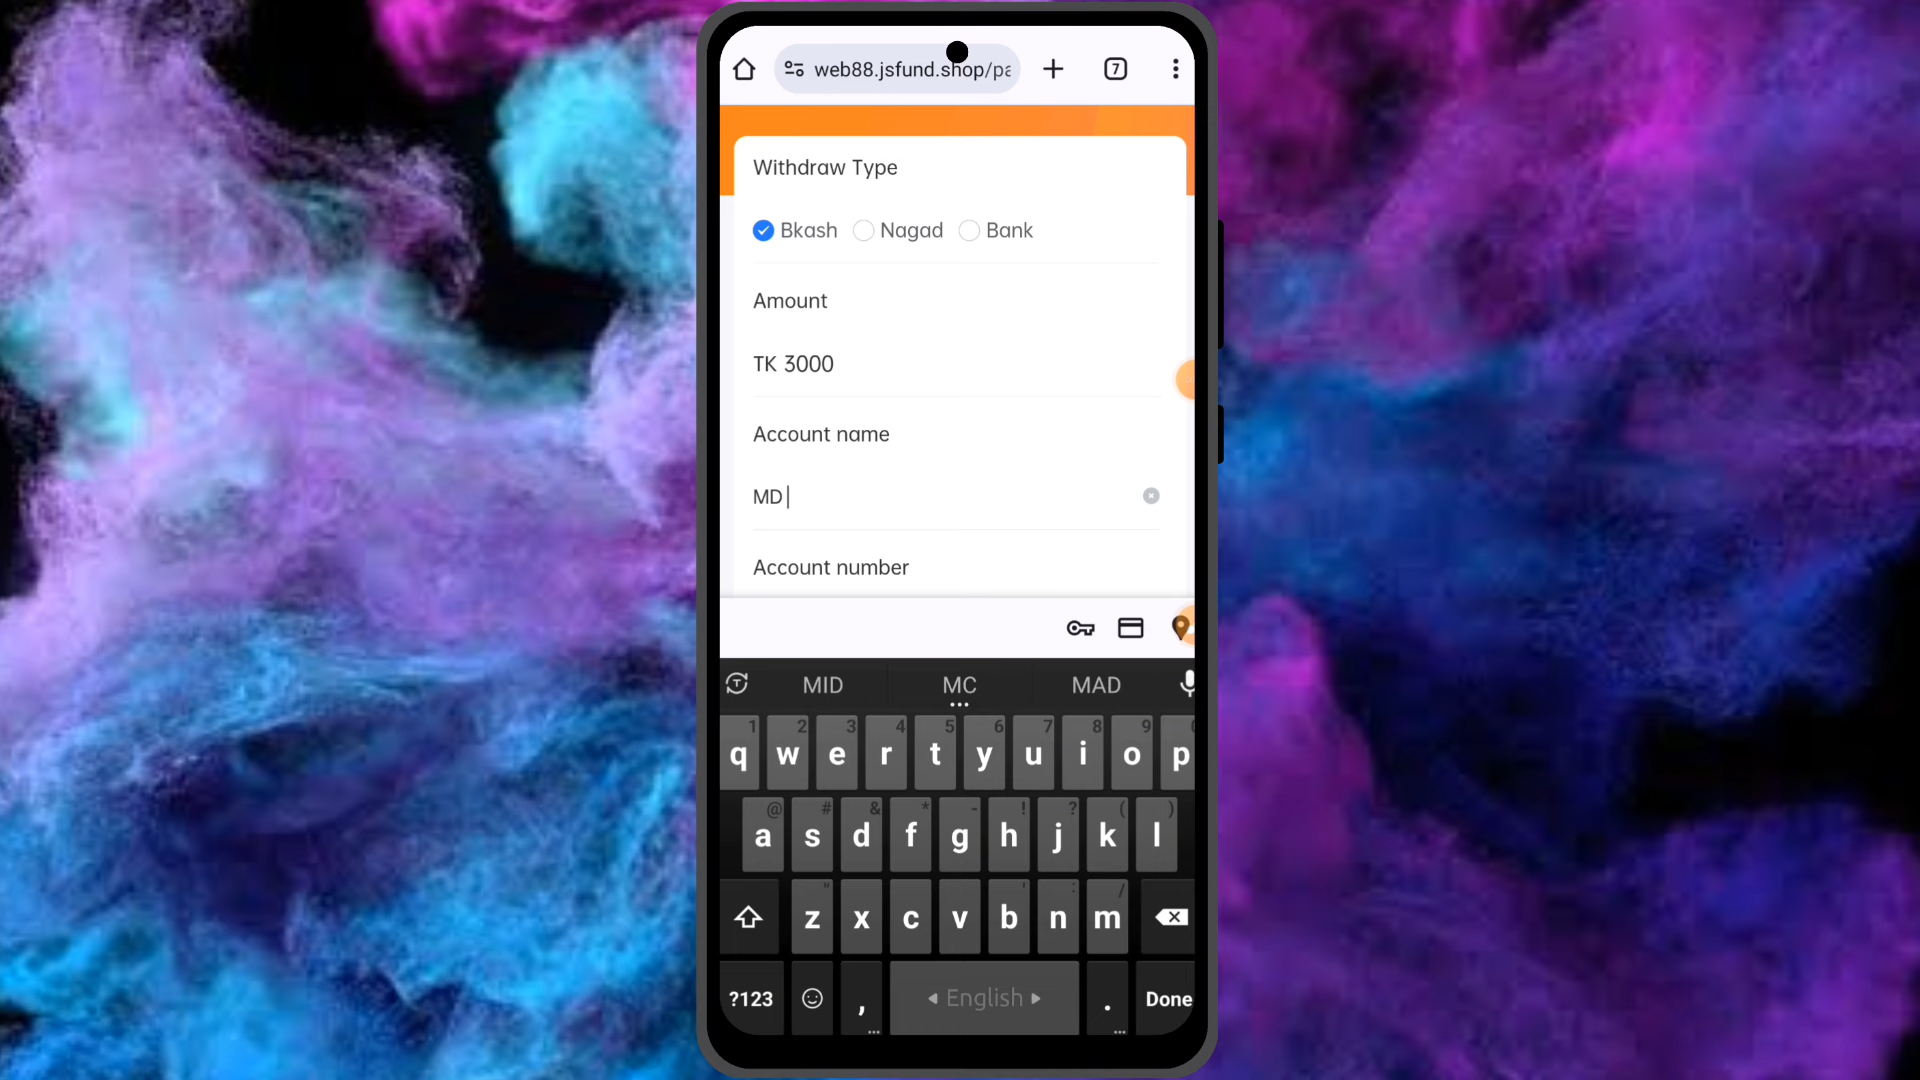 web88.jsfund.shop/pa
7
Withdraw Type
Bkash Nagad Bank
Amount
TK 3000
Account name
MD
Account number
MID MC MAD
1 2 3 4 5 6 7 8 9
q w e r t y u i o p
@ # & * - ! ? ( )
a s d f g h j k l
" ' : /
z x c v b n m
?123 , English . Done